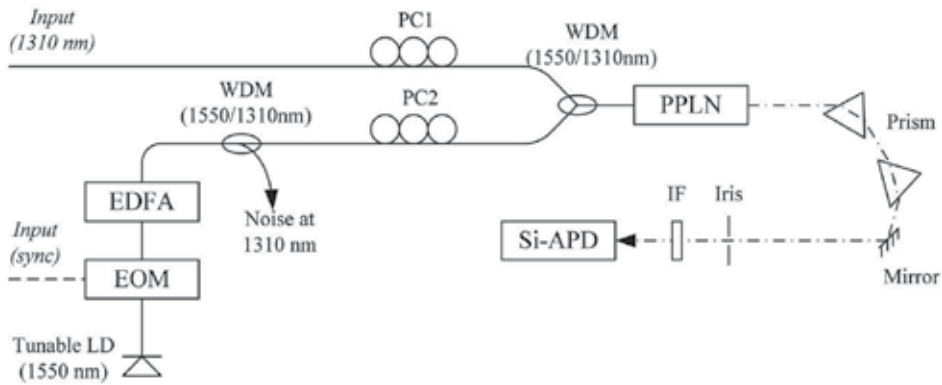 Input
(1310 nm)
PC1
WDM
(1550/1310nm)
WDM
(1550/1310nm)
PC2
PPLN
Prism
EDFA
Noise at
1310 nm
Input
(sync)
EOM
Si-APD
IF
Iris
Mirror
Tunable LD
(1550 nm)